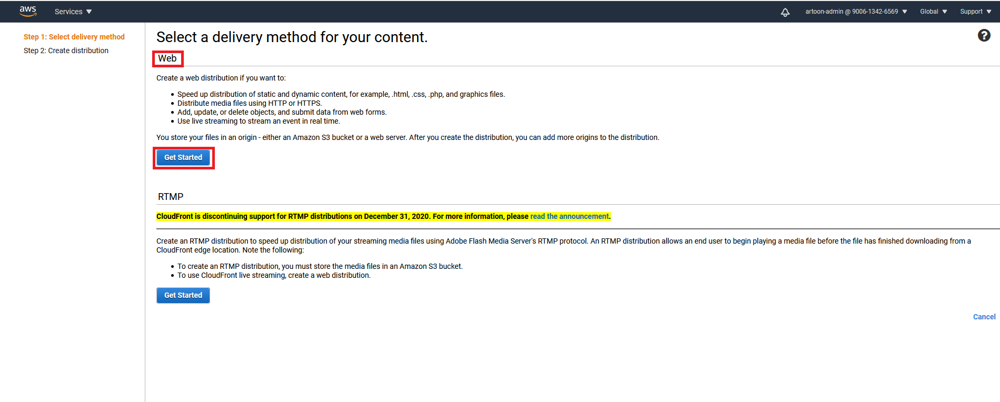 aws Services artoon-admin @ 9006-1342-6569 Global Support
Step 1: Select delivery method
Step 2: Create distribution
Select a delivery method for your content.
?
Web
Create a web distribution if you want to:
• Speed up distribution of static and dynamic content, for example, .html, .css, .php, and graphics files.
• Distribute media files using HTTP or HTTPS.
• Add, update, or delete objects, and submit data from web forms.
• Use live streaming to stream an event in real time.
You store your files in an origin - either an Amazon S3 bucket or a web server. After you create the distribution, you can add more origins to the distribution.
Get Started
RTMP
CloudFront is discontinuing support for RTMP distributions on December 31, 2020. For more information, please read the announcement.
Create an RTMP distribution to speed up distribution of your streaming media files using Adobe Flash Media Server's RTMP protocol. An RTMP distribution allows an end user to begin playing a media file before the file has finished downloading from a
CloudFront edge location. Note the following:
• To create an RTMP distribution, you must store the media files in an Amazon S3 bucket.
• To use CloudFront live streaming, create a web distribution.
Get Started
Cancel